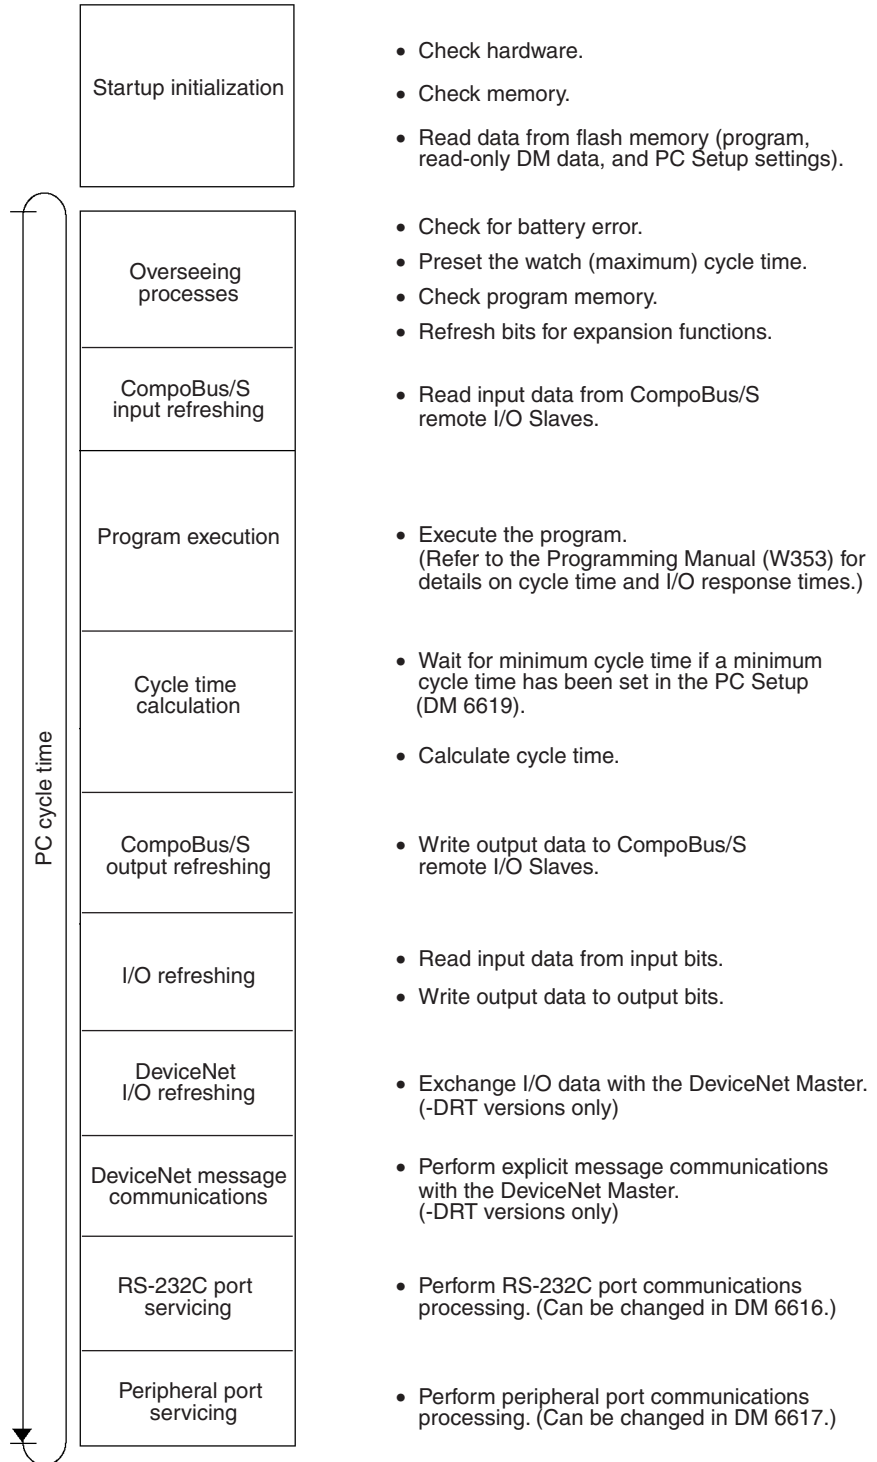 Startup initialization
• Check hardware.
• Check memory.
• Read data from flash memory (program,
read-only DM data, and PC Setup settings).
PC cycle time
Overseeing
processes
• Check for battery error.
• Preset the watch (maximum) cycle time.
• Check program memory.
• Refresh bits for expansion functions.
CompoBus/S
input refreshing
• Read input data from CompoBus/S
remote I/O Slaves.
Program execution
• Execute the program.
(Refer to the Programming Manual (W353) for
details on cycle time and I/O response times.)
Cycle time
calculation
• Wait for minimum cycle time if a minimum
cycle time has been set in the PC Setup
(DM 6619).
• Calculate cycle time.
CompoBus/S
output refreshing
• Write output data to CompoBus/S
remote I/O Slaves.
I/O refreshing
• Read input data from input bits.
• Write output data to output bits.
DeviceNet
I/O refreshing
• Exchange I/O data with the DeviceNet Master.
(-DRT versions only)
DeviceNet message
communications
• Perform explicit message communications
with the DeviceNet Master.
(-DRT versions only)
RS-232C port
servicing
• Perform RS-232C port communications
processing. (Can be changed in DM 6616.)
Peripheral port
servicing
• Perform peripheral port communications
processing. (Can be changed in DM 6617.)